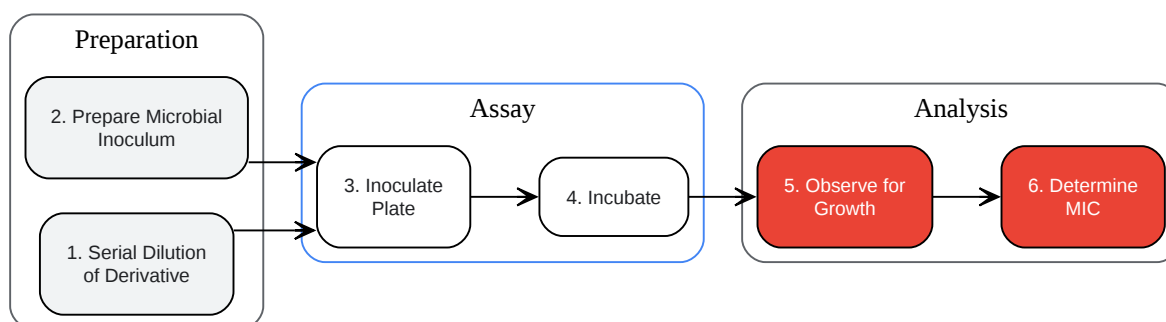 Preparation
2. Prepare Microbial
Inoculum
1. Serial Dilution
of Derivative
Assay
3. Inoculate
Plate
4. Incubate
Analysis
5. Observe for
Growth
6. Determine
MIC